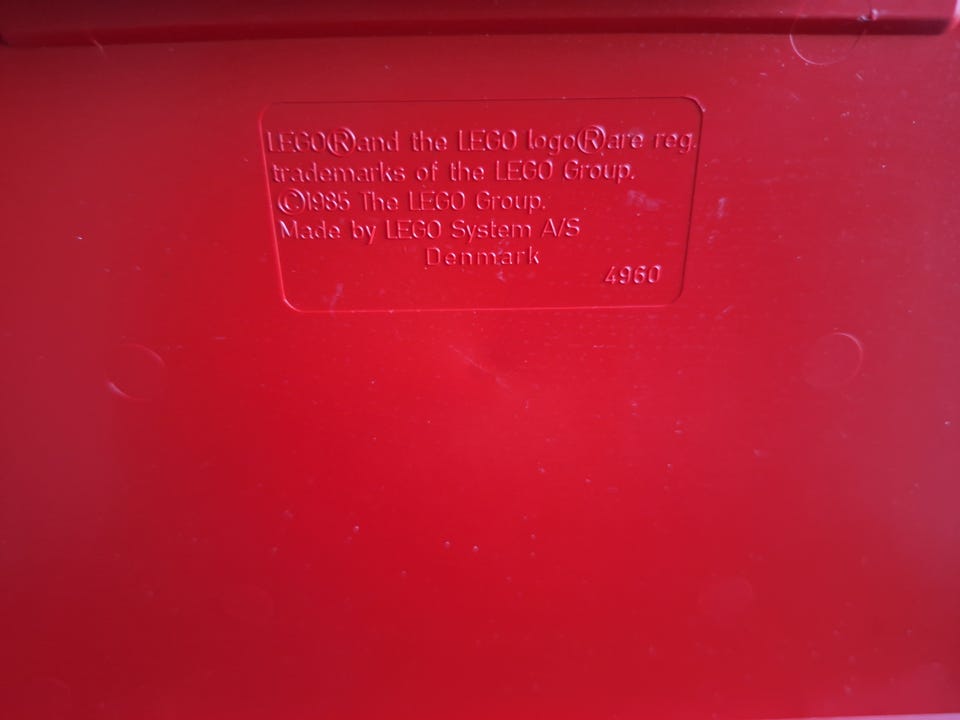 LEGO®and the LEGO logo®are reg.
trademarks of the LEGO Group.
©1985 The LEGO Group.
Made by LEGO System A/S
Denmark
4960